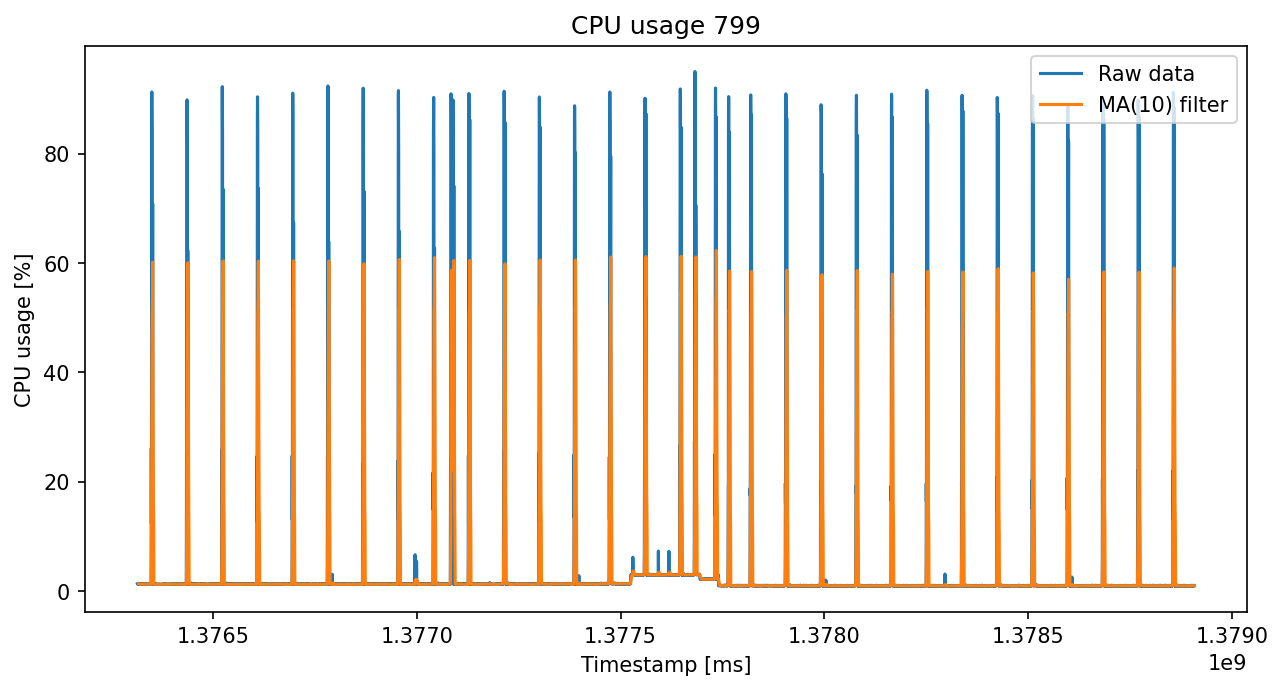 CPU usage 799
Raw data
MA(10) filter
CPU usage [%]
80
60
40
20
0
1.3765 1.3770 1.3775 1.3780 1.3785 1.3790
1e9
Timestamp [ms]